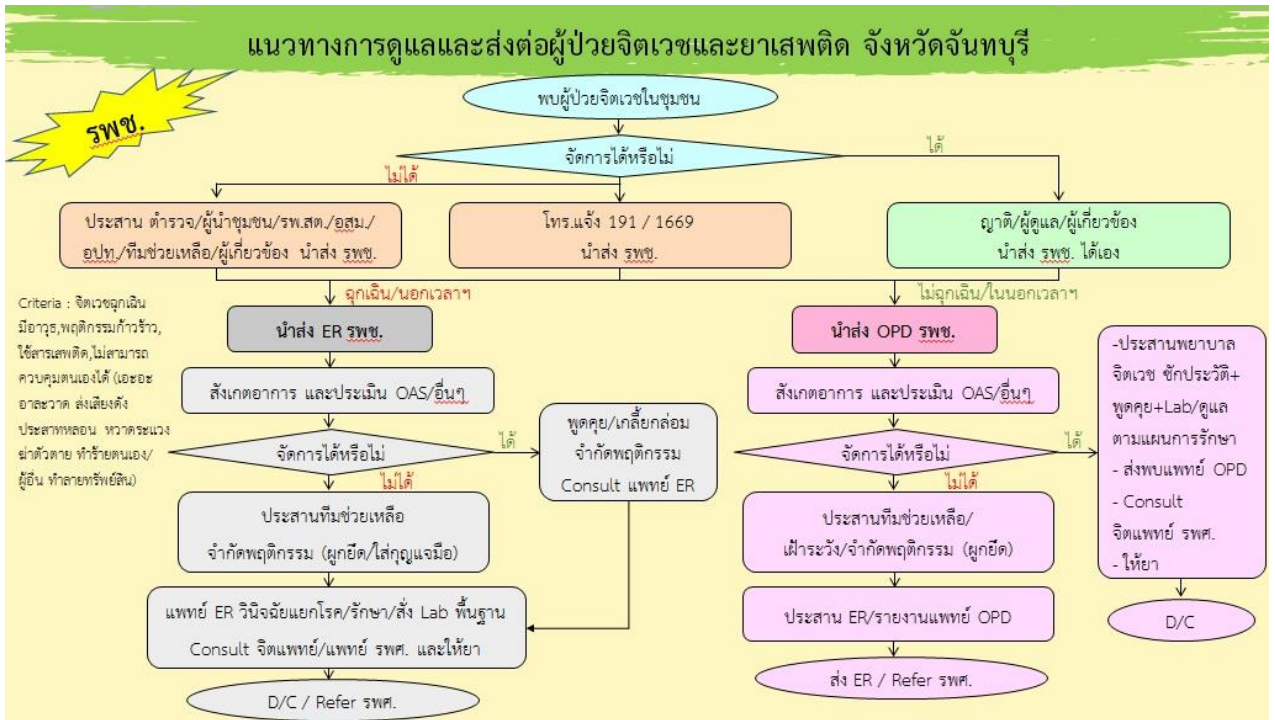 แนวทางการดูแลและส่งต่อผู้ป่วยจิตเวชและยาเสพติด จังหวัดจันทบุรี
รพช.
พบผู้ป่วยจิตเวชในชุมชน
จัดการได้หรือไม่
ได้
ไม่ได้
ประสาน ตำรวจ/ผู้นำชุมชน/รพ.สต./อสม./
อปท./ทีมช่วยเหลือ/ผู้เกี่ยวข้อง นำส่ง รพช.
โทร.แจ้ง 191 / 1669
นำส่ง รพช.
ญาติ/ผู้ดูแล/ผู้เกี่ยวข้อง
นำส่ง รพช. ได้เอง
ฉุกเฉิน/นอกเวลาฯ
ไม่ฉุกเฉิน/ในนอกเวลาฯ
Criteria : จิตเวชฉุกเฉิน
มีอาวุธ,พฤติกรรมก้าวร้าว,
ใช้สารเสพติด,ไม่สามารถ
ควบคุมตนเองได้ (เอะอะ
อาละวาด ส่งเสียงดัง
ประสาทหลอน หวาดระแวง
ฆ่าตัวตาย ทำร้ายตนเอง/
ผู้อื่น ทำลายทรัพย์สิน)
นำส่ง ER รพช.
สังเกตอาการ และประเมิน OAS/อื่นๆ
จัดการได้หรือไม่
ได้
พูดคุย/เกลี้ยกล่อม
จำกัดพฤติกรรม
Consult แพทย์ ER
ไม่ได้
ประสานทีมช่วยเหลือ
จำกัดพฤติกรรม (ผูกยึด/ใส่กุญแจมือ)
แพทย์ ER วินิจฉัยแยกโรค/รักษา/สั่ง Lab พื้นฐาน
Consult จิตแพทย์/แพทย์ รพศ. และให้ยา
D/C / Refer รพศ.
นำส่ง OPD รพช.
สังเกตอาการ และประเมิน OAS/อื่นๆ
จัดการได้หรือไม่
ได้
ไม่ได้
ประสานทีมช่วยเหลือ/
เฝ้าระวัง/จำกัดพฤติกรรม (ผูกยึด)
ประสาน ER/รายงานแพทย์ OPD
ส่ง ER / Refer รพศ.
-ประสานพยาบาล
จิตเวช ซักประวัติ+
พูดคุย+Lab/ดูแล
ตามแผนการรักษา
- ส่งพบแพทย์ OPD
- Consult
จิตแพทย์ รพศ.
- ให้ยา
D/C